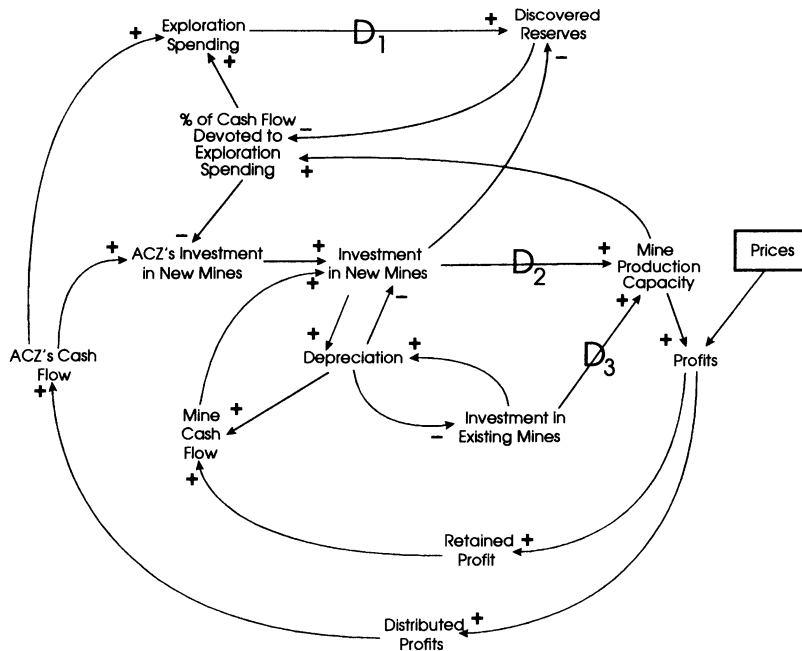 Exploration
Spending
+
+
D1
+
Discovered
Reserves
−
% of Cash Flow
Devoted to
Exploration
Spending
−
+
−
+
ACZ's Investment
in New Mines
+
Investment
in New Mines
+
−
D2
+
Mine
Production
Capacity
+
Prices
ACZ's Cash
Flow
+
+
Depreciation
+
D3
+
Profits
Mine
Cash
Flow
+
+
−
Investment in
Existing Mines
Retained
Profit
+
Distributed
Profits
+